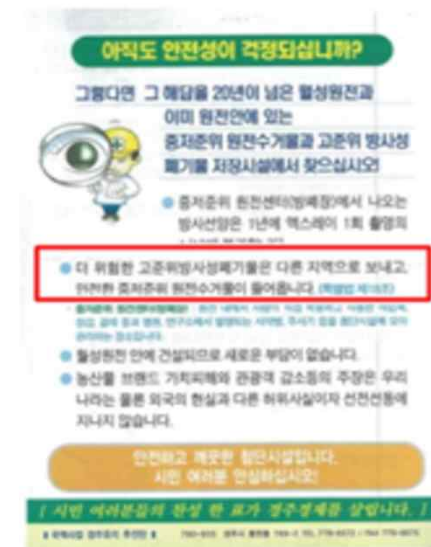 아직도 안전성이 걱정되십니까?
그렇다면 그 해답을 20년이 넘은 월성원전과
이미 원전안에 있는
중저준위 원전수거물과 고준위 방사성
폐기물 저장시설에서 찾으십시오!
중저준위 원전센터(방폐장)에서 나오는
방사선량은 1년에 엑스레이 1회 촬영의
더 위험한 고준위방사성폐기물은 다른 지역으로 보내고,
안전한 중저준위 원전수거물이 들어옵니다. (특별법 제18조)
월성원전 안에 건설되므로 새로운 부담이 없습니다.
농산물 브랜드 가치피해와 관광객 감소등의 주장은 우리
나라는 물론 외국의 현실과 다른 허위사실이자 선전선동에
지나지 않습니다.
안전하고 깨끗한 첨단시설입니다.
시민 여러분 안심하십시오!
[ 시민 여러분들의 찬성 한 표가 경주경제를 살립니다. ]